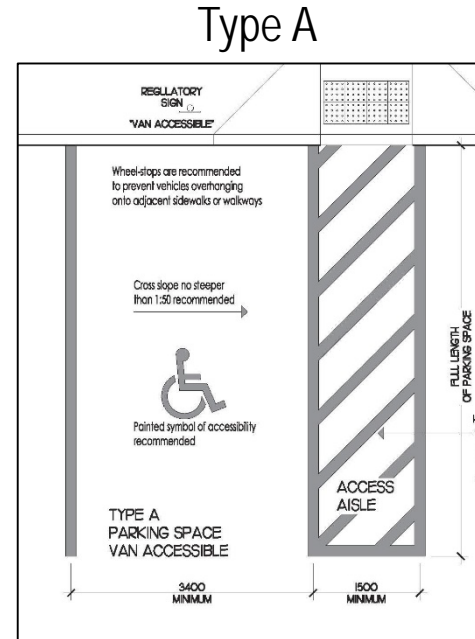 Type A
REGULATORY
SIGN
"VAN ACCESSIBLE"
Wheel-stops are recommended
to prevent vehicles overhanging
onto adjacent sidewalks or walkways
Cross slope no steeper
than 1:50 recommended
Painted symbol of accessibility
recommended
FULL LENGTH
OF PARKING SPACE
ACCESS
AISLE
TYPE A
PARKING SPACE
VAN ACCESSIBLE
3400
MINIMUM
1500
MINIMUM